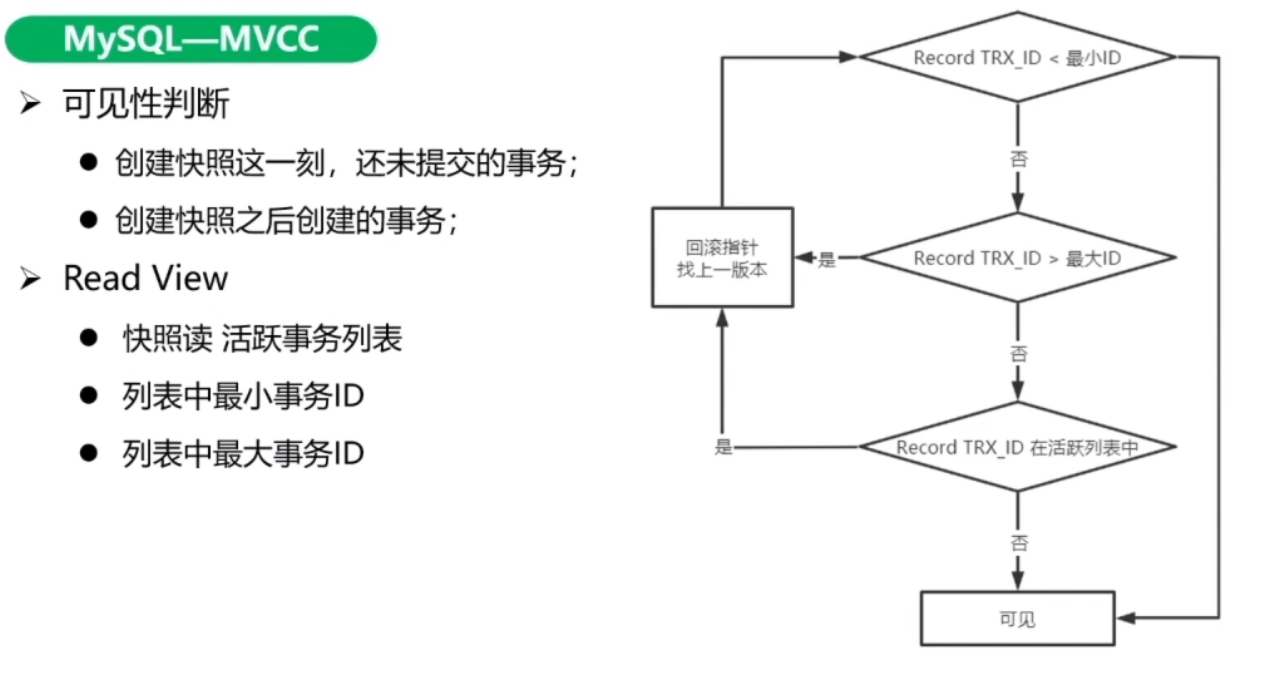 MySQL—MVCC
➢ 可见性判断
● 创建快照这一刻，还未提交的事务；
● 创建快照之后创建的事务；
➢ Read View
● 快照读 活跃事务列表
● 列表中最小事务ID
● 列表中最大事务ID
Record TRX_ID < 最小ID
否
回滚指针
找上一版本
是
Record TRX_ID > 最大ID
否
是
Record TRX_ID 在活跃列表中
否
可见